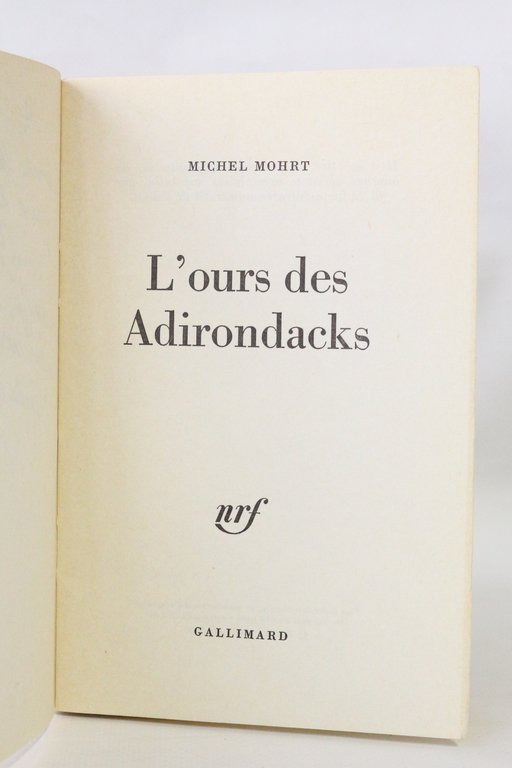 MICHEL MOHRT
L'ours des
Adirondacks
nrf
GALLIMARD